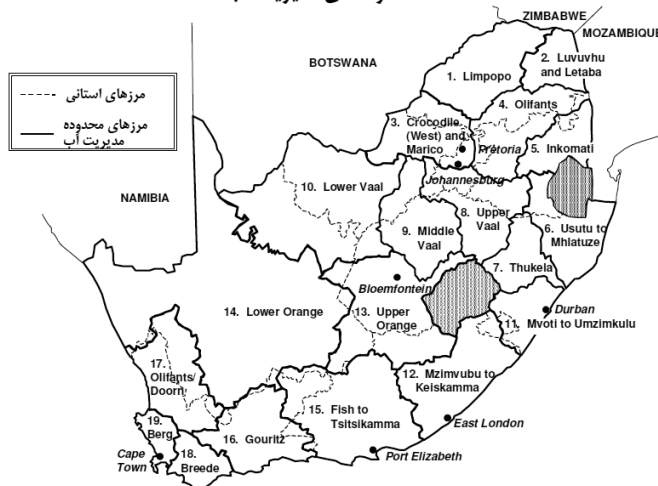 ZIMBABWE
MOZAMBIQUE
BOTSWANA
NAMIBIA
مرزهای استانی
مرزهای محدوده
مدیریت آب
1. Limpopo
2. Luvuvhu
and Letaba
3. Crocodile
(West) and
Marico
4. Olifants
Pretoria
5. Inkomati
Johannesburg
10. Lower Vaal
8. Upper
Vaal
9. Middle
Vaal
6. Usutu to
Mhlatuze
7. Thukela
Bloemfontein
14. Lower Orange
13. Upper
Orange
Durban
11. Mvoti to Umzimkulu
17.
Olifants/
Doorn
12. Mzimvubu to
Keiskamma
15. Fish to
Tsitsikamma
19.
Berg
16. Gouritz
East London
Cape
Town
18.
Breede
Port Elizabeth